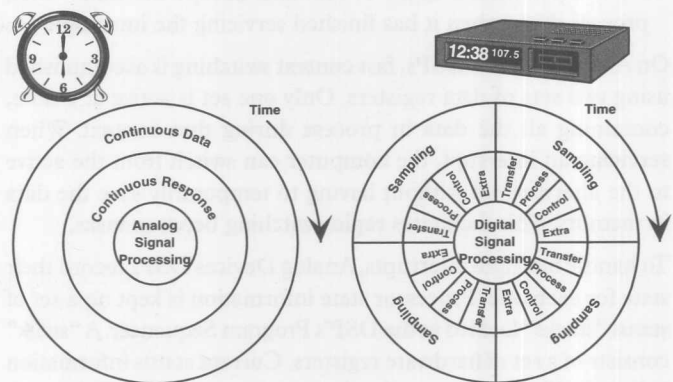 12
9 3
6
12:38 107.5
Time
Continuous Data
Continuous Response
Analog
Signal
Processing
Time
Sampling
Sampling
Sampling
Sampling
Transfer
Process
Control
Extra
Transfer
Process
Control
Extra
Transfer
Process
Control
Extra
Transfer
Process
Control
Extra
Digital
Signal
Processing